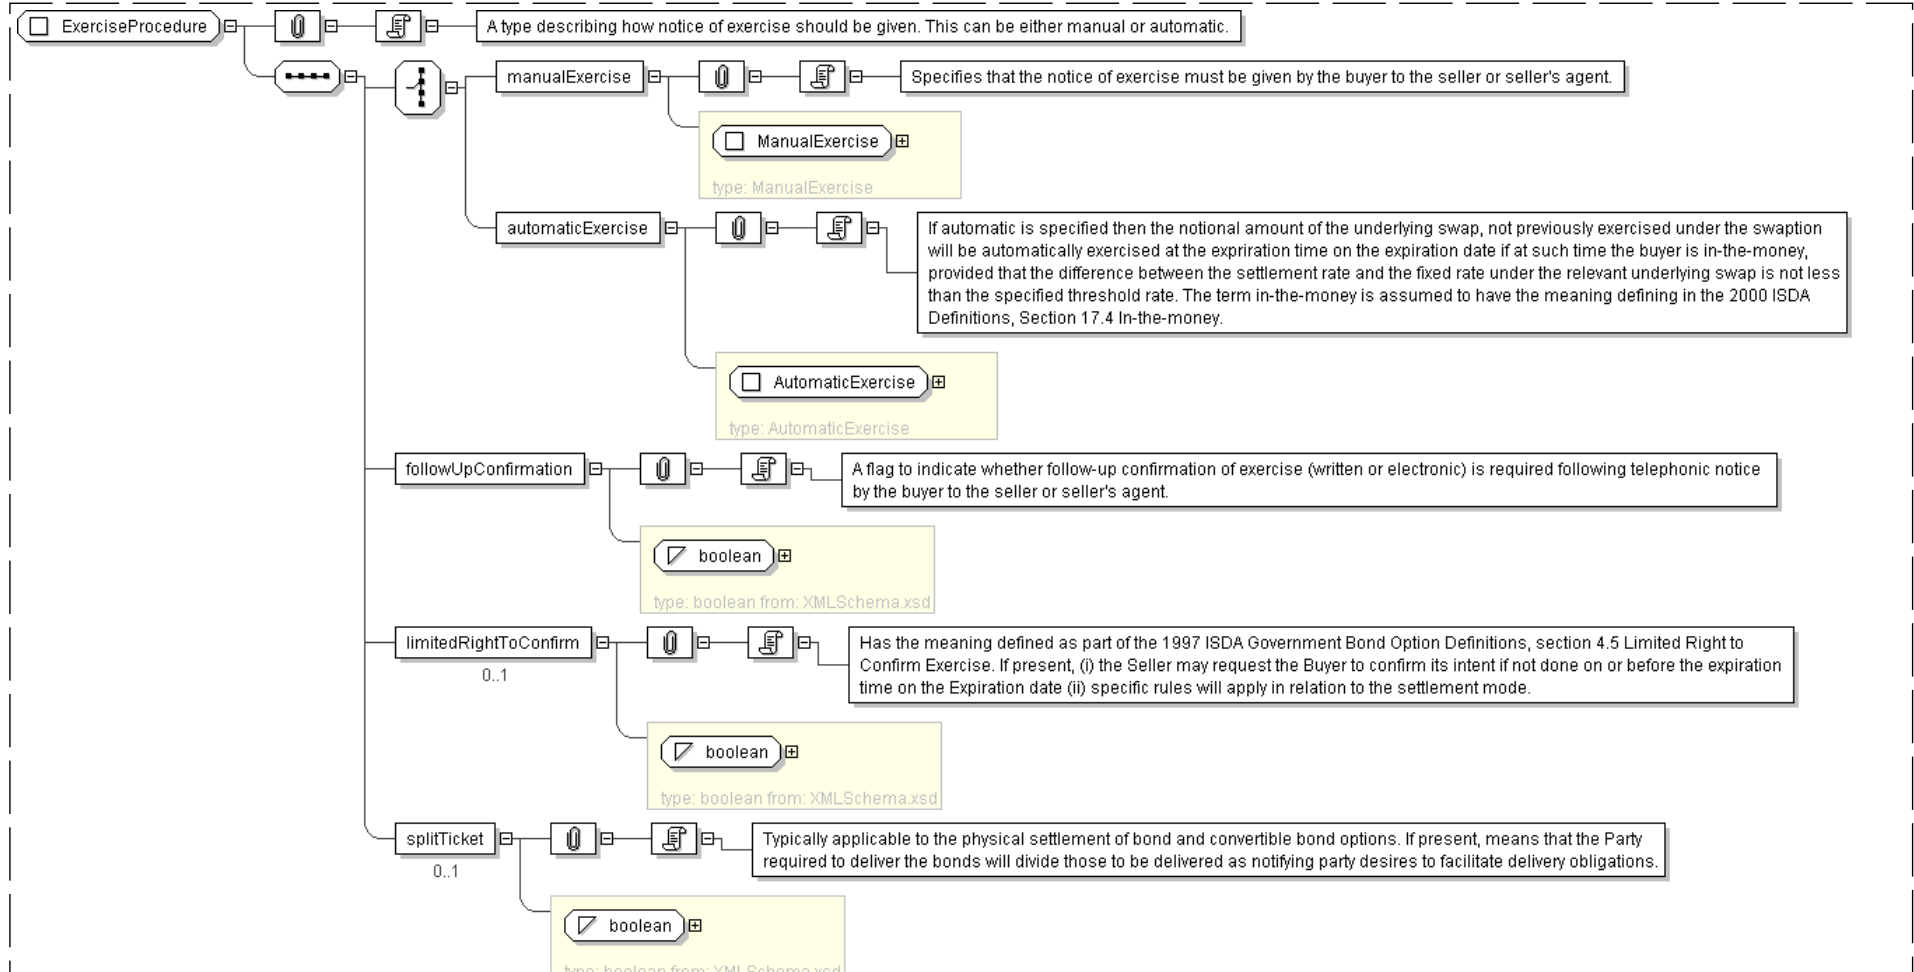 ExerciseProcedure
A type describing how notice of exercise should be given. This can be either manual or automatic.
manualExercise
Specifies that the notice of exercise must be given by the buyer to the seller or seller's agent.
ManualExercise
type: ManualExercise
automaticExercise
If automatic is specified then the notional amount of the underlying swap, not previously exercised under the swaption
will be automatically exercised at the expriration time on the expiration date if at such time the buyer is in-the-money,
provided that the difference between the settlement rate and the fixed rate under the relevant underlying swap is not less
than the specified threshold rate. The term in-the-money is assumed to have the meaning defining in the 2000 ISDA
Definitions, Section 17.4 In-the-money.
AutomaticExercise
type: AutomaticExercise
followUpConfirmation
A flag to indicate whether follow-up confirmation of exercise (written or electronic) is required following telephonic notice
by the buyer to the seller or seller's agent.
boolean
type: boolean from: XMLSchema.xsd
limitedRightToConfirm
0..1
Has the meaning defined as part of the 1997 ISDA Government Bond Option Definitions, section 4.5 Limited Right to
Confirm Exercise. If present, (i) the Seller may request the Buyer to confirm its intent if not done on or before the expiration
time on the Expiration date (ii) specific rules will apply in relation to the settlement mode.
boolean
type: boolean from: XMLSchema.xsd
splitTicket
0..1
Typically applicable to the physical settlement of bond and convertible bond options. If present, means that the Party
required to deliver the bonds will divide those to be delivered as notifying party desires to facilitate delivery obligations.
boolean
type: boolean from: XMLSchema.xsd